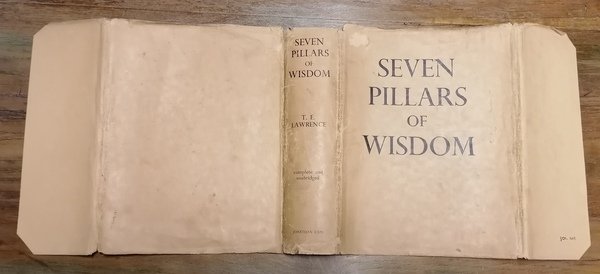 SEVEN
PILLARS
OF
WISDOM
T. E.
LAWRENCE
complete and
unabridged
JONATHAN CAPE
SEVEN
PILLARS
OF
WISDOM